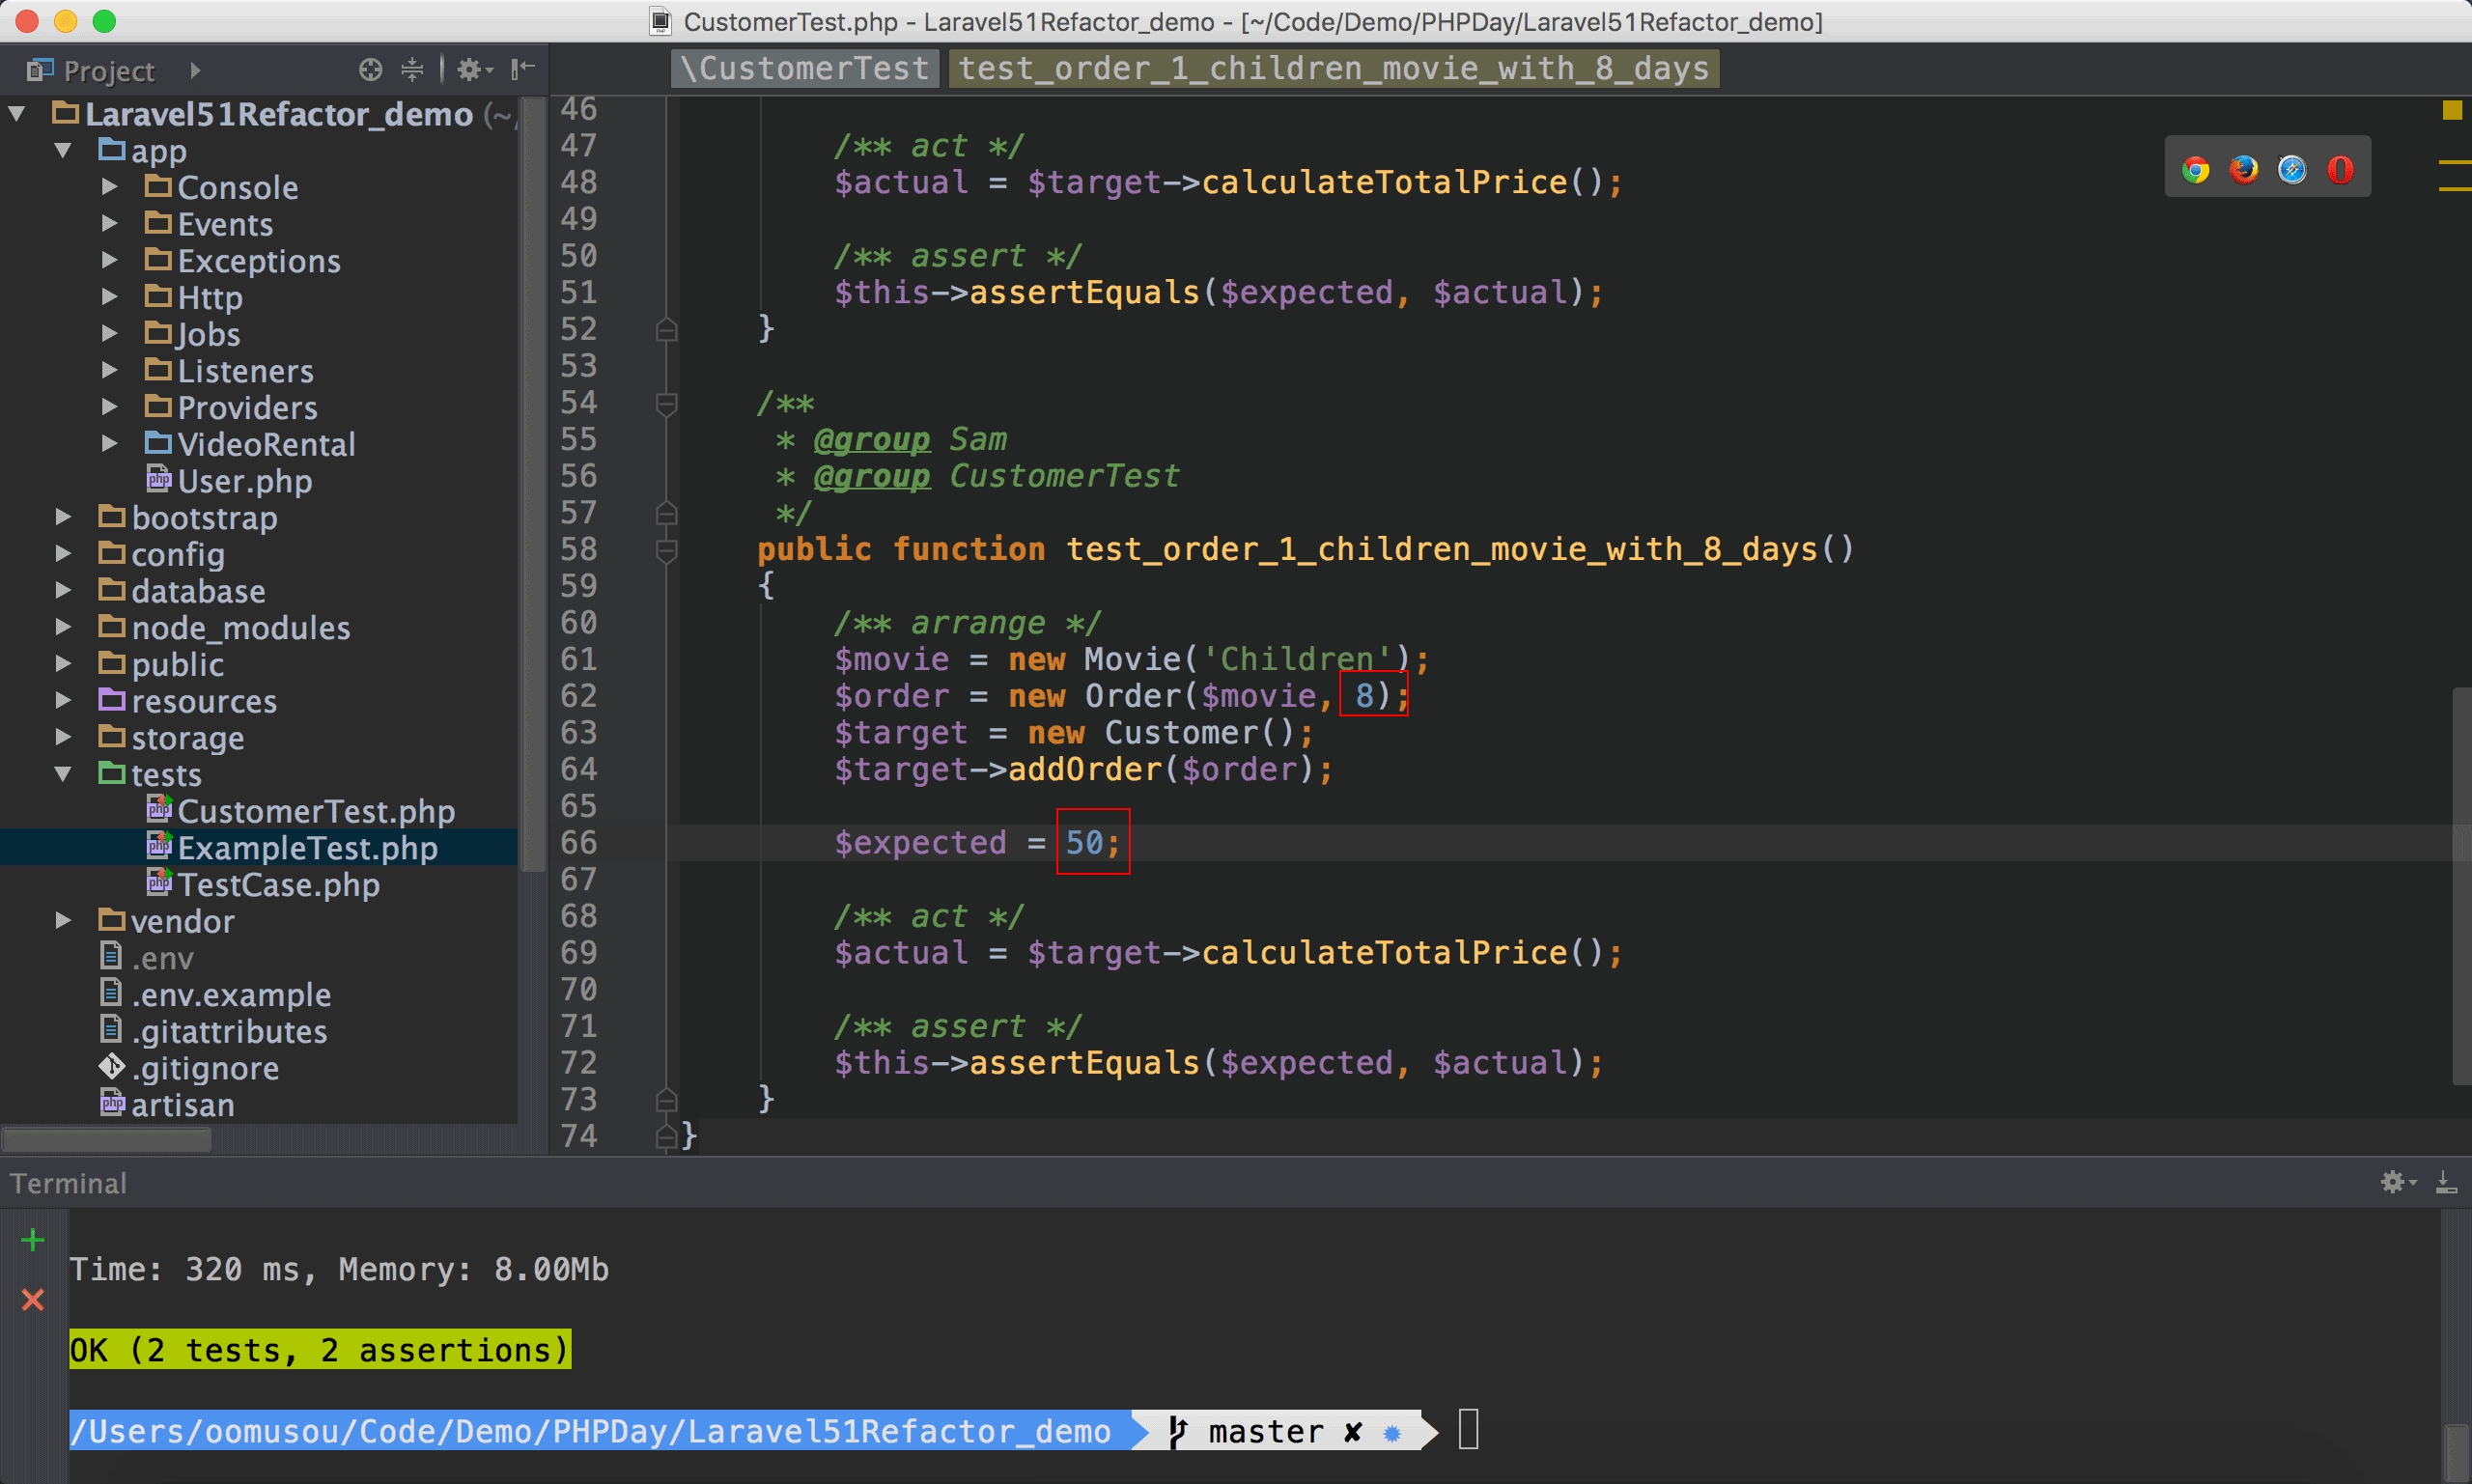 CustomerTest.php - Laravel51Refactor_demo - [~/Code/Demo/PHPDay/Laravel51Refactor_demo]
Project
\CustomerTest test_order_1_children_movie_with_8_days
Laravel51Refactor_demo (~/
app
Console
Events
Exceptions
Http
Jobs
Listeners
Providers
VideoRental
User.php
bootstrap
config
database
node_modules
public
resources
storage
tests
CustomerTest.php
ExampleTest.php
TestCase.php
vendor
.env
.env.example
.gitattributes
.gitignore
artisan
46
47 /** act */
48 $actual = $target->calculateTotalPrice();
49
50 /** assert */
51 $this->assertEquals($expected, $actual);
52 }
53
54 /**
55 * @group Sam
56 * @group CustomerTest
57 */
58 public function test_order_1_children_movie_with_8_days()
59 {
60 /** arrange */
61 $movie = new Movie('Children');
62 $order = new Order($movie, 8);
63 $target = new Customer();
64 $target->addOrder($order);
65
66 $expected = 50;
67
68 /** act */
69 $actual = $target->calculateTotalPrice();
70
71 /** assert */
72 $this->assertEquals($expected, $actual);
73 }
74 }
Terminal
Time: 320 ms, Memory: 8.00Mb
OK (2 tests, 2 assertions)
/Users/oomusou/Code/Demo/PHPDay/Laravel51Refactor_demo master ✘